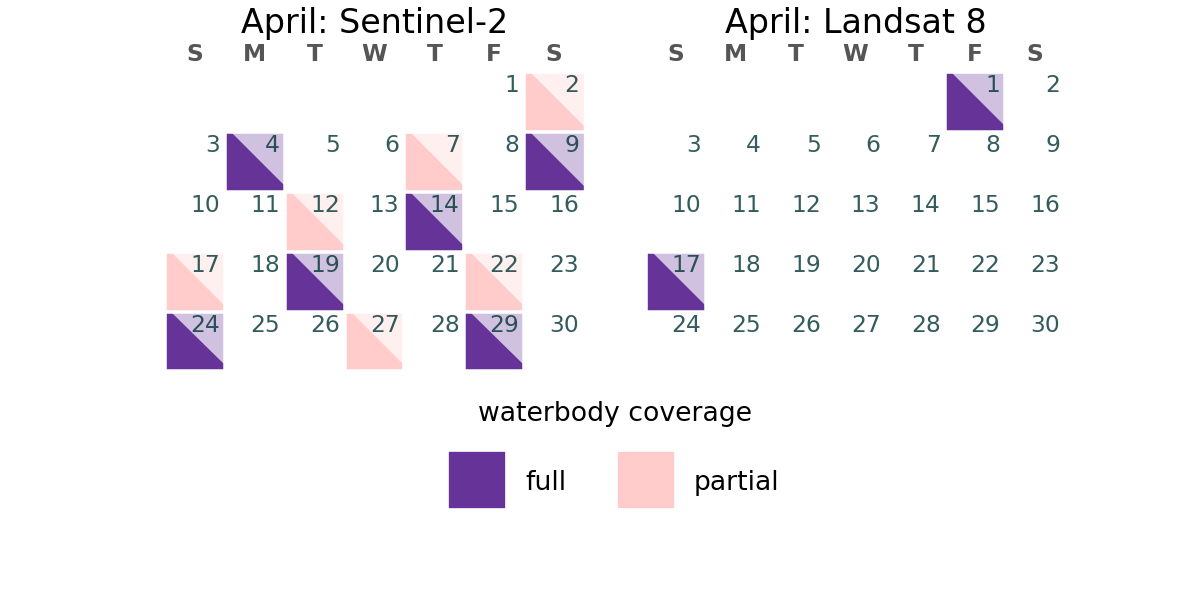 April: Sentinel-2
S M T W T F S
1 2
3 4 5 6 7 8 9
10 11 12 13 14 15 16
17 18 19 20 21 22 23
24 25 26 27 28 29 30
April: Landsat 8
S M T W T F S
1 2
3 4 5 6 7 8 9
10 11 12 13 14 15 16
17 18 19 20 21 22 23
24 25 26 27 28 29 30
waterbody coverage
full
partial